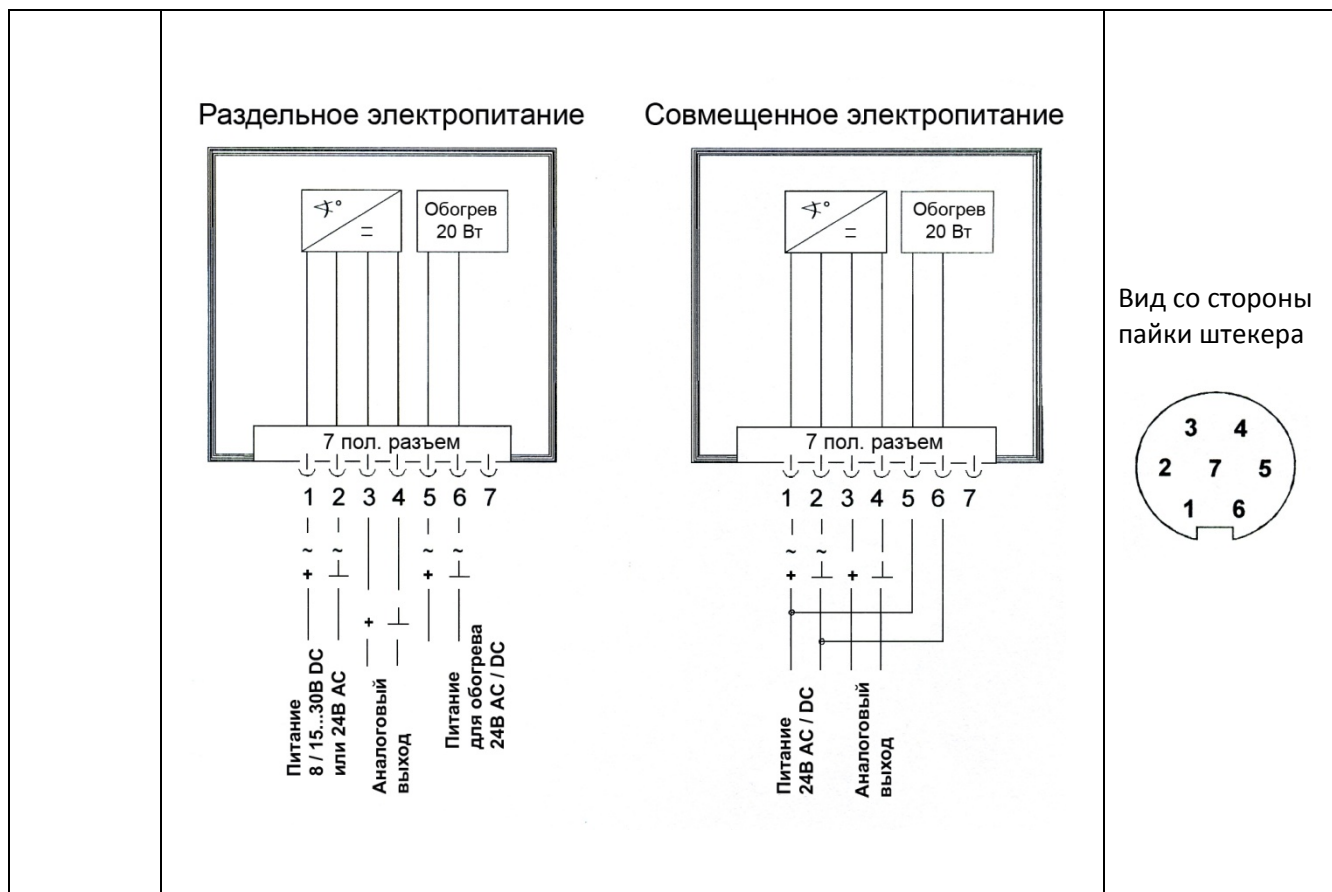 Раздельное электропитание
Обогрев
20 Вт
7 пол. разъем
1 2 3 4 5 6 7
~ ~ ~ ~
+ ⊥ + ⊥
+ ⊥
Питание
8 / 15...30В DC
или 24В AC
Аналоговый
выход
Питание
для обогрева
24В AC / DC
Совмещенное электропитание
Обогрев
20 Вт
7 пол. разъем
1 2 3 4 5 6 7
~ ~
+ ⊥ + ⊥
Питание
24В AC / DC
Аналоговый
выход
Вид со стороны
пайки штекера
3 4
2 7 5
1 6